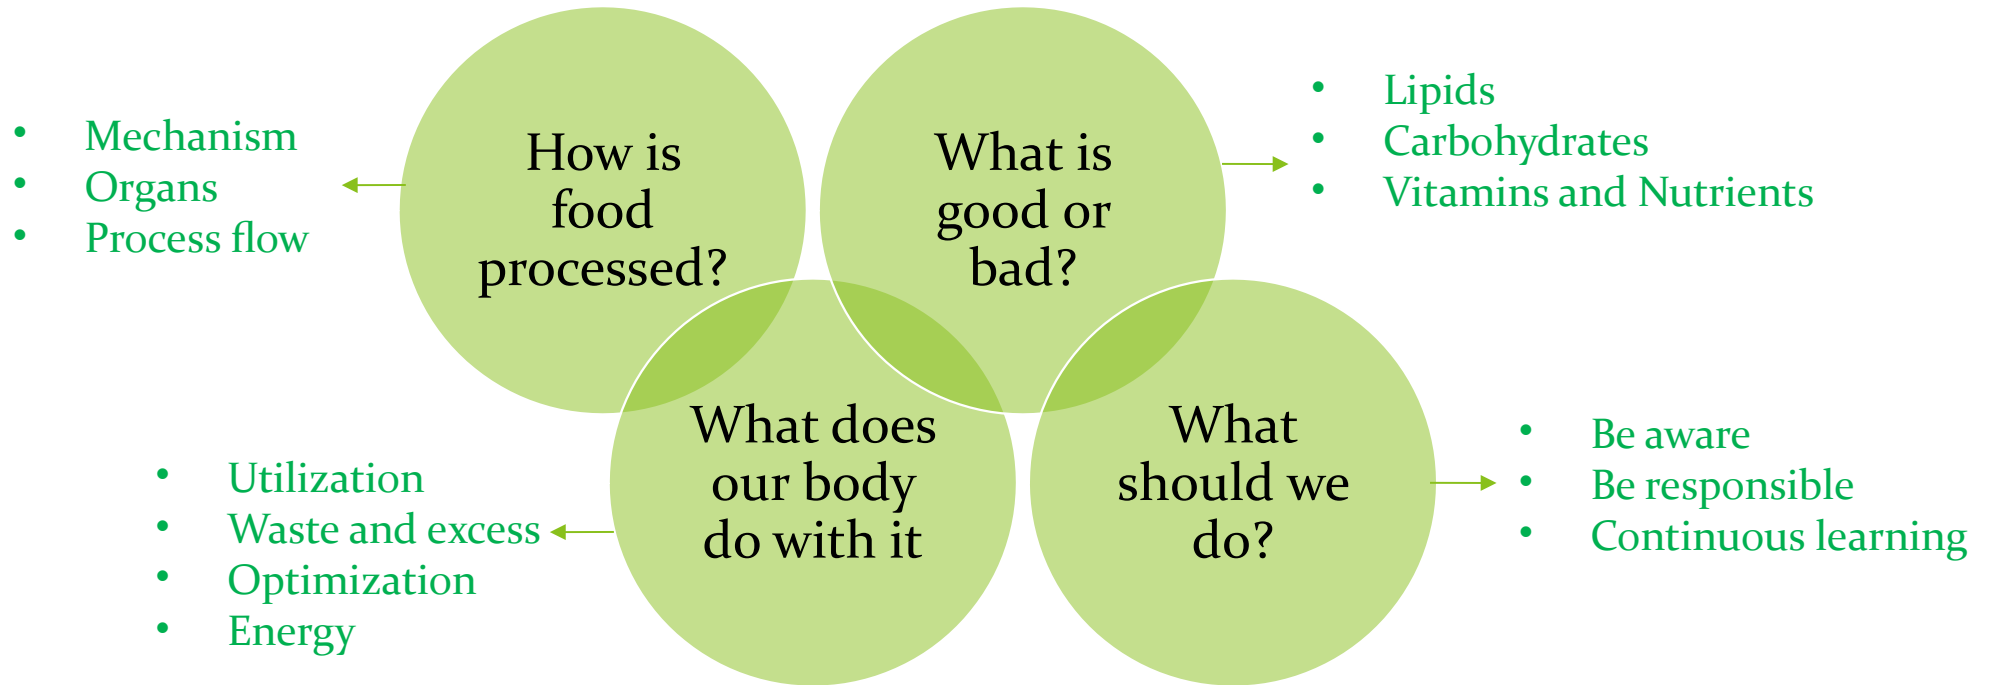 • Mechanism
• Organs
• Process flow
How is
food
processed?
What is
good or
bad?
• Lipids
• Carbohydrates
• Vitamins and Nutrients
• Utilization
• Waste and excess
• Optimization
• Energy
What does
our body
do with it
What
should we
do?
• Be aware
• Be responsible
• Continuous learning